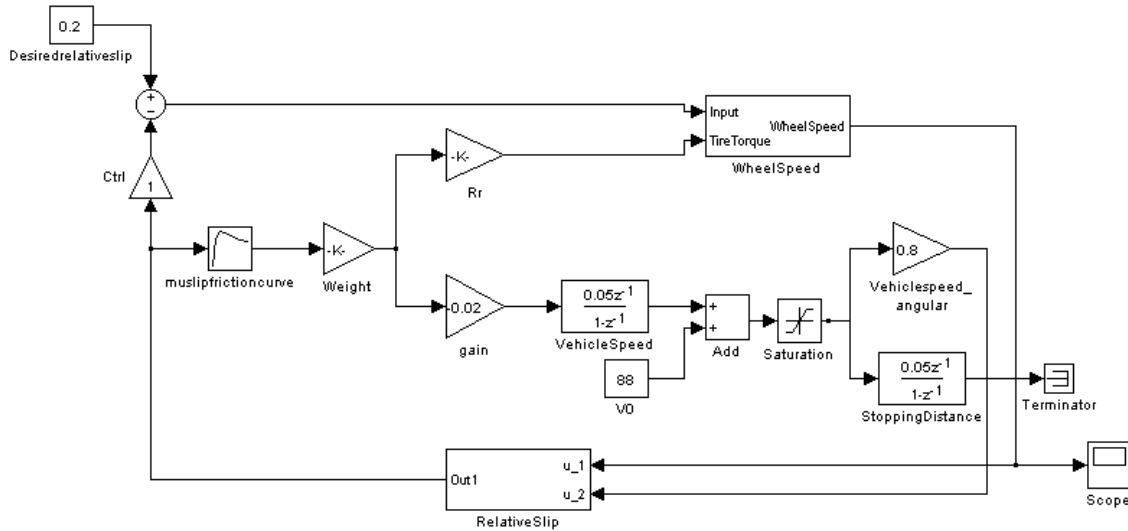 0.2
Desiredrelativeslip
+
−
Ctrl
1
muslipfrictioncurve
-K-
Weight
-K-
Rr
Input
TireTorque
WheelSpeed
WheelSpeed
-0.02
gain
0.05z-1
1-z-1
VehicleSpeed
88
V0
+
+
Add
Saturation
0.8
Vehiclespeed_
angular
0.05z-1
1-z-1
StoppingDistance
Terminator
Out1
u_1
u_2
RelativeSlip
Scope